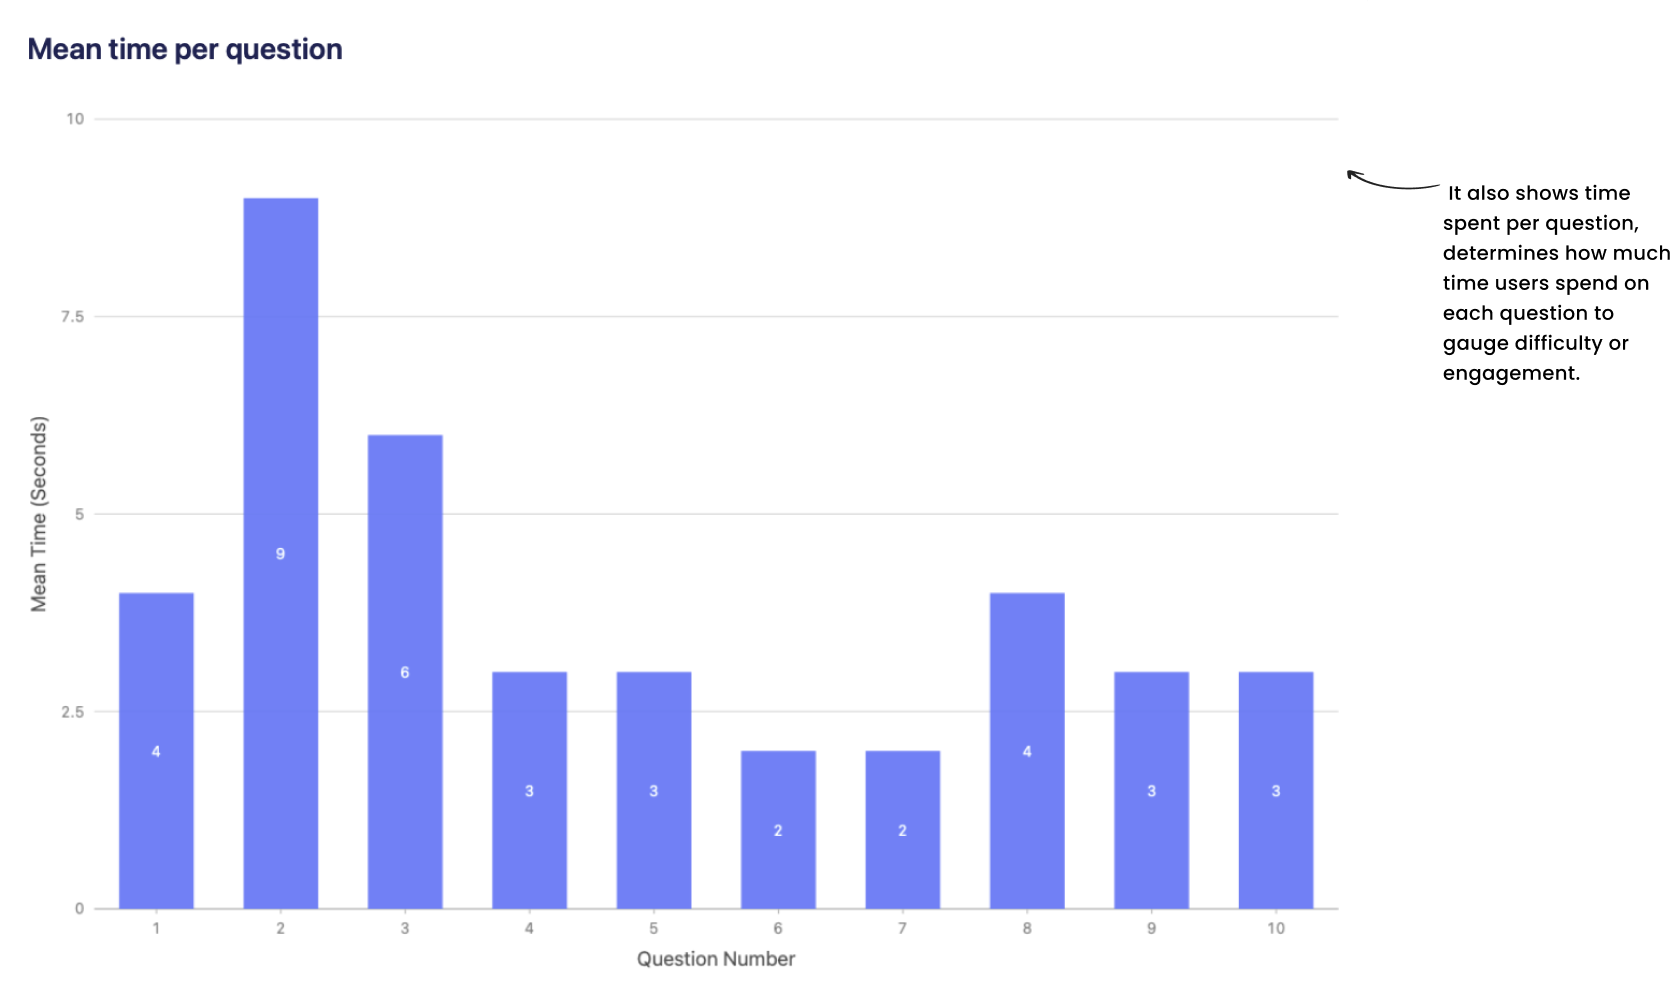 Mean time per question
10
7.5
5
2.5
0
Mean Time (Seconds)
4
9
6
3
3
2
2
4
3
3
1
2
3
4
5
6
7
8
9
10
Question Number
It also shows time
spent per question,
determines how much
time users spend on
each question to
gauge difficulty or
engagement.